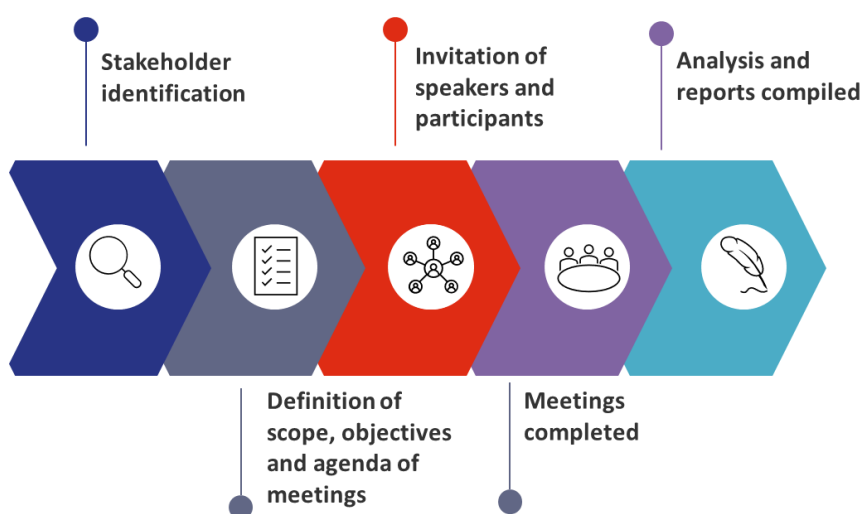 Stakeholder
identification
Invitation of
speakers and
participants
Analysis and
reports compiled
Definition of
scope, objectives
and agenda of
meetings
Meetings
completed